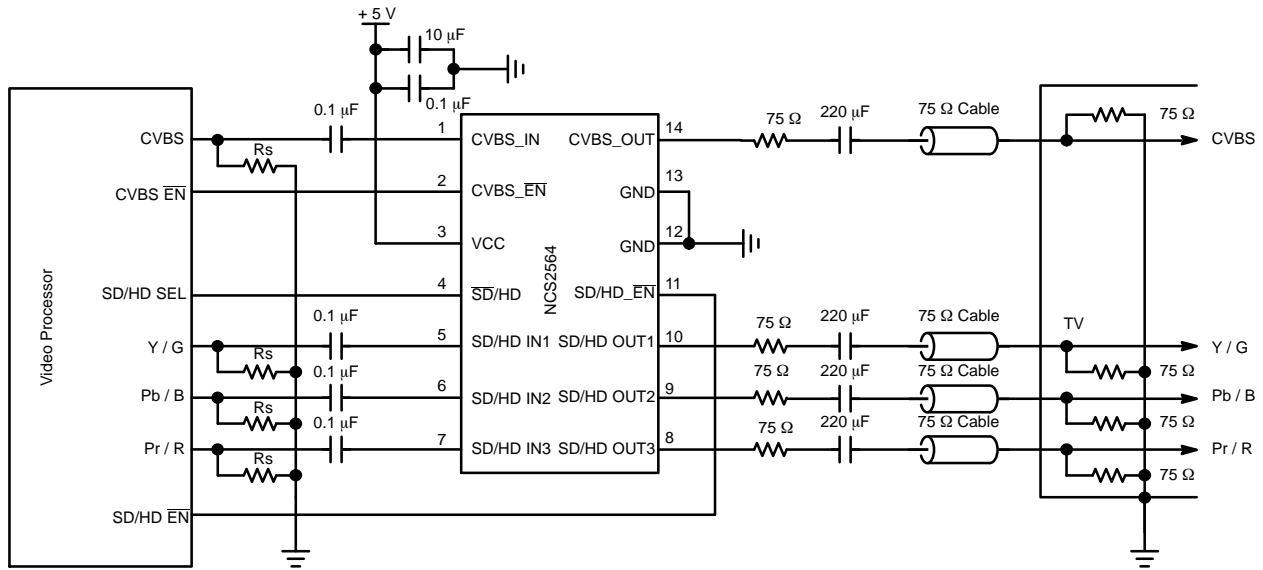 + 5 V
10 μF
0.1 μF
Video Processor
CVBS
CVBS EN
SD/HD SEL
Y / G
Pb / B
Pr / R
SD/HD EN
0.1 μF
Rs
0.1 μF
Rs
0.1 μF
Rs
0.1 μF
Rs
NCS2564
1 CVBS_IN CVBS_OUT 14
2 CVBS_EN GND 13
3 VCC GND 12
4 SD/HD SD/HD_EN 11
5 SD/HD IN1 SD/HD OUT1 10
6 SD/HD IN2 SD/HD OUT2 9
7 SD/HD IN3 SD/HD OUT3 8
75 Ω 220 μF 75 Ω Cable 75 Ω
CVBS
75 Ω 220 μF 75 Ω Cable TV
Y / G
75 Ω
75 Ω 220 μF 75 Ω Cable
Pb / B
75 Ω
75 Ω 220 μF 75 Ω Cable
Pr / R
75 Ω